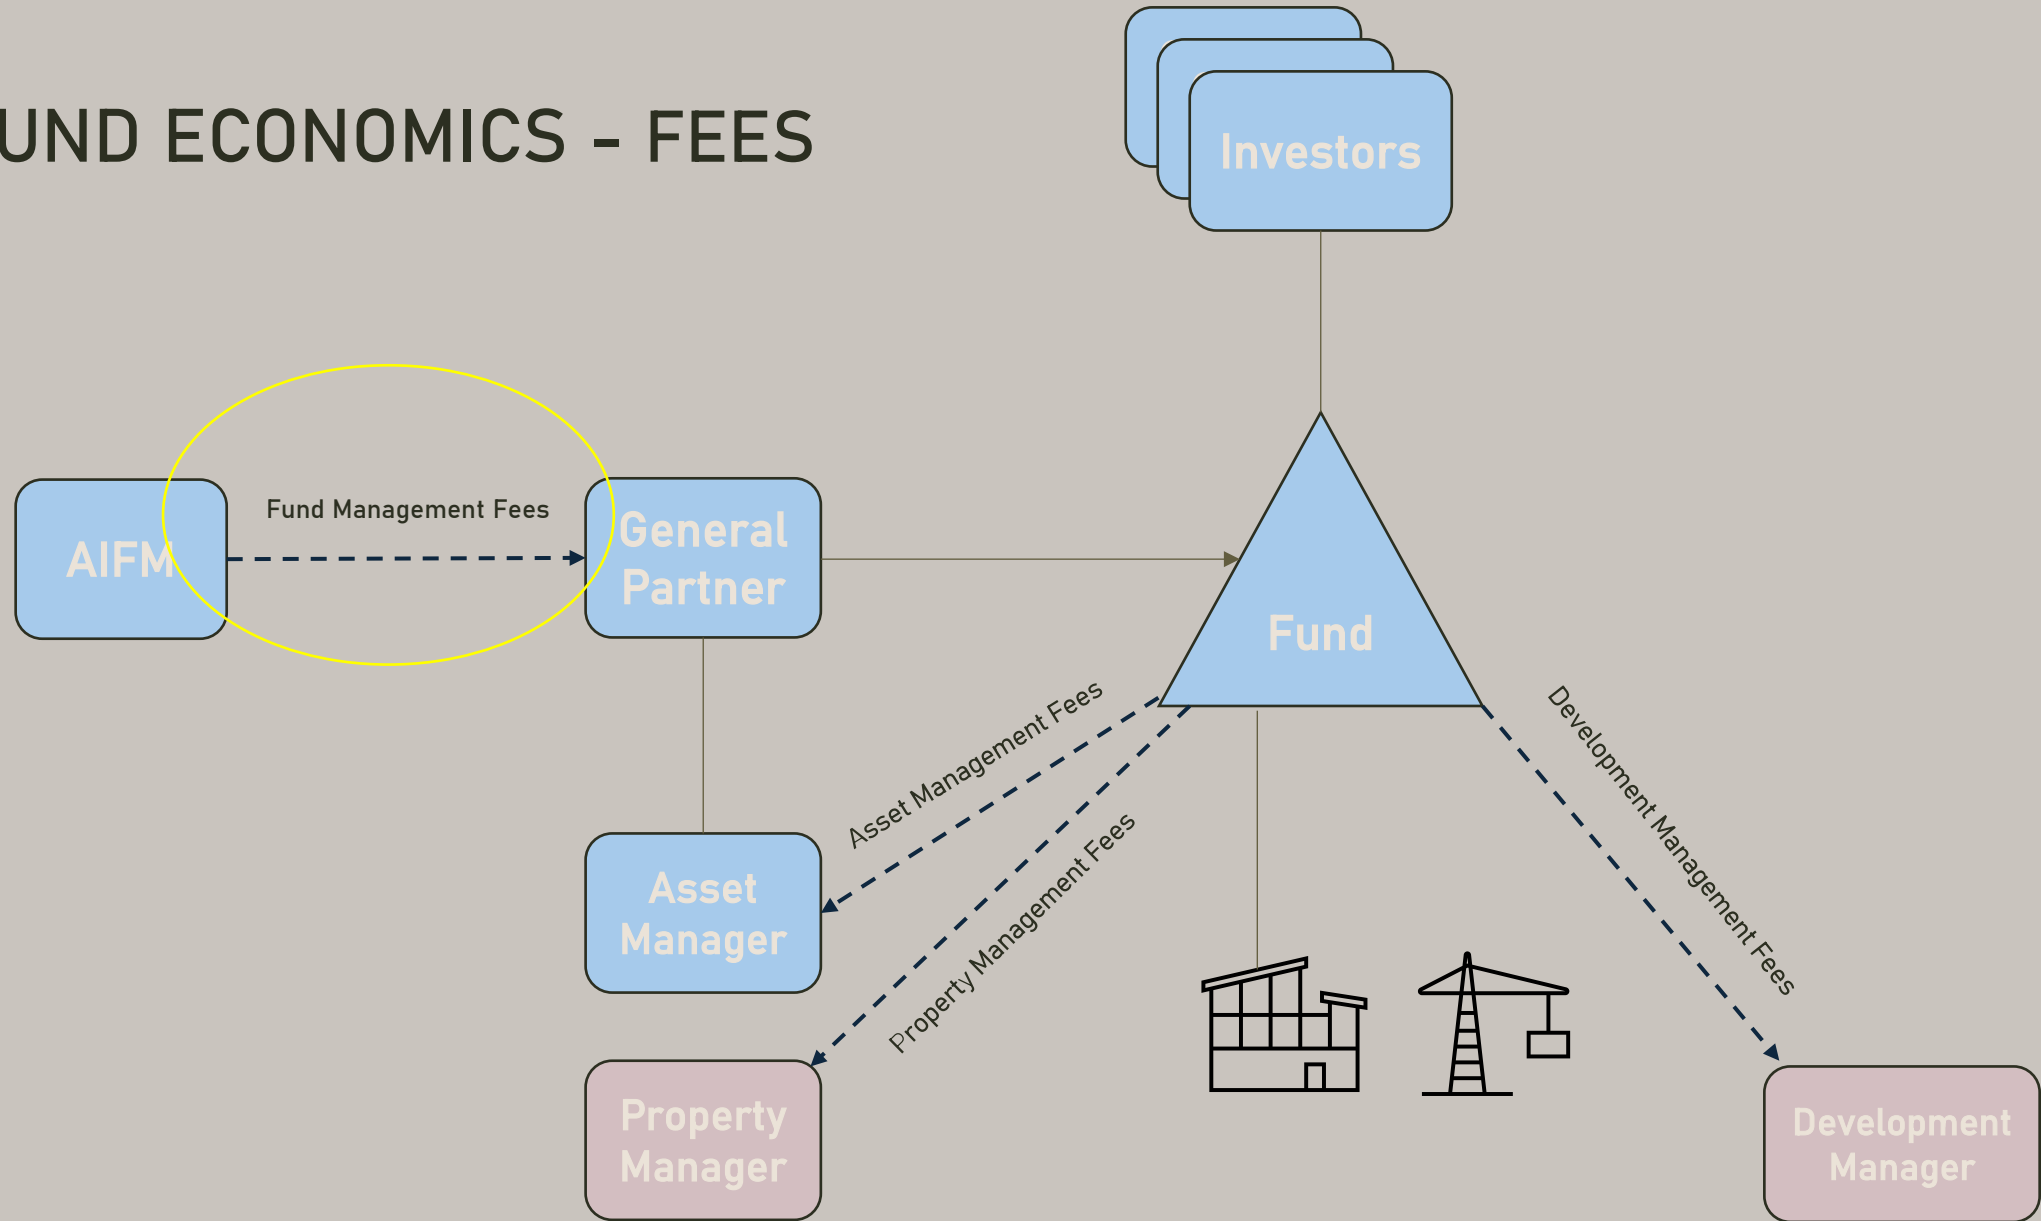 UND ECONOMICS - FEES
Investors
Fund Management Fees
AIFM
General
Partner
Fund
Asset Management Fees
Development Management Fees
Property Management Fees
Asset
Manager
Property
Manager
Development
Manager